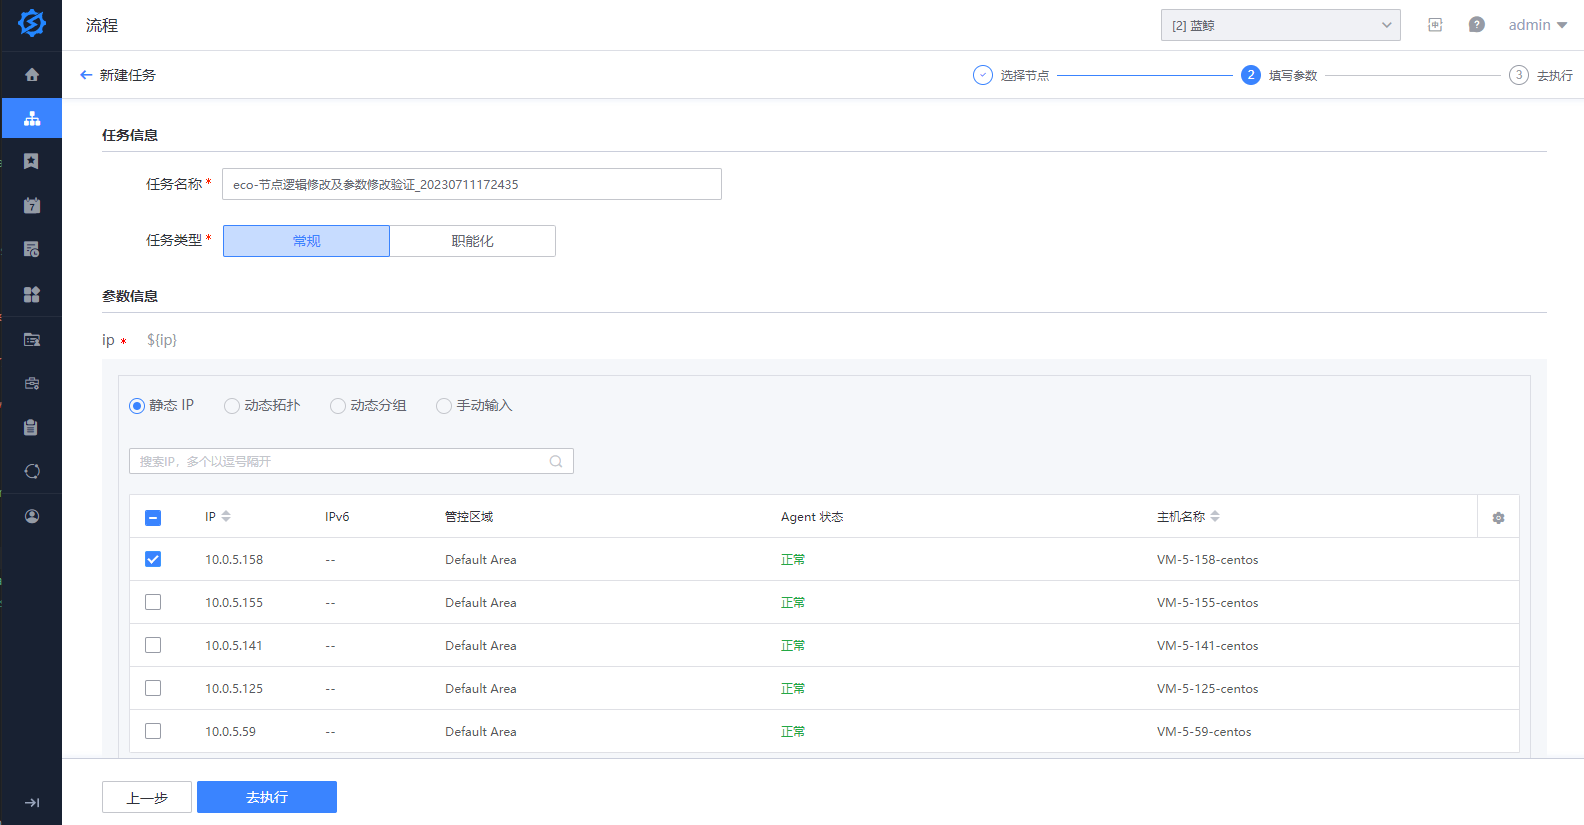 流程
[2] 蓝鲸
admin
新建任务
选择节点
2 填写参数
3 去执行
任务信息
任务名称*
eco-节点逻辑修改及参数修改验证_20230711172435
任务类型*
常规
职能化
参数信息
ip * ${ip}
静态 IP
动态拓扑
动态分组
手动输入
搜索IP，多个以逗号隔开
IP IPv6 管控区域 Agent 状态 主机名称
10.0.5.158 -- Default Area 正常 VM-5-158-centos
10.0.5.155 -- Default Area 正常 VM-5-155-centos
10.0.5.141 -- Default Area 正常 VM-5-141-centos
10.0.5.125 -- Default Area 正常 VM-5-125-centos
10.0.5.59 -- Default Area 正常 VM-5-59-centos
上一步
去执行